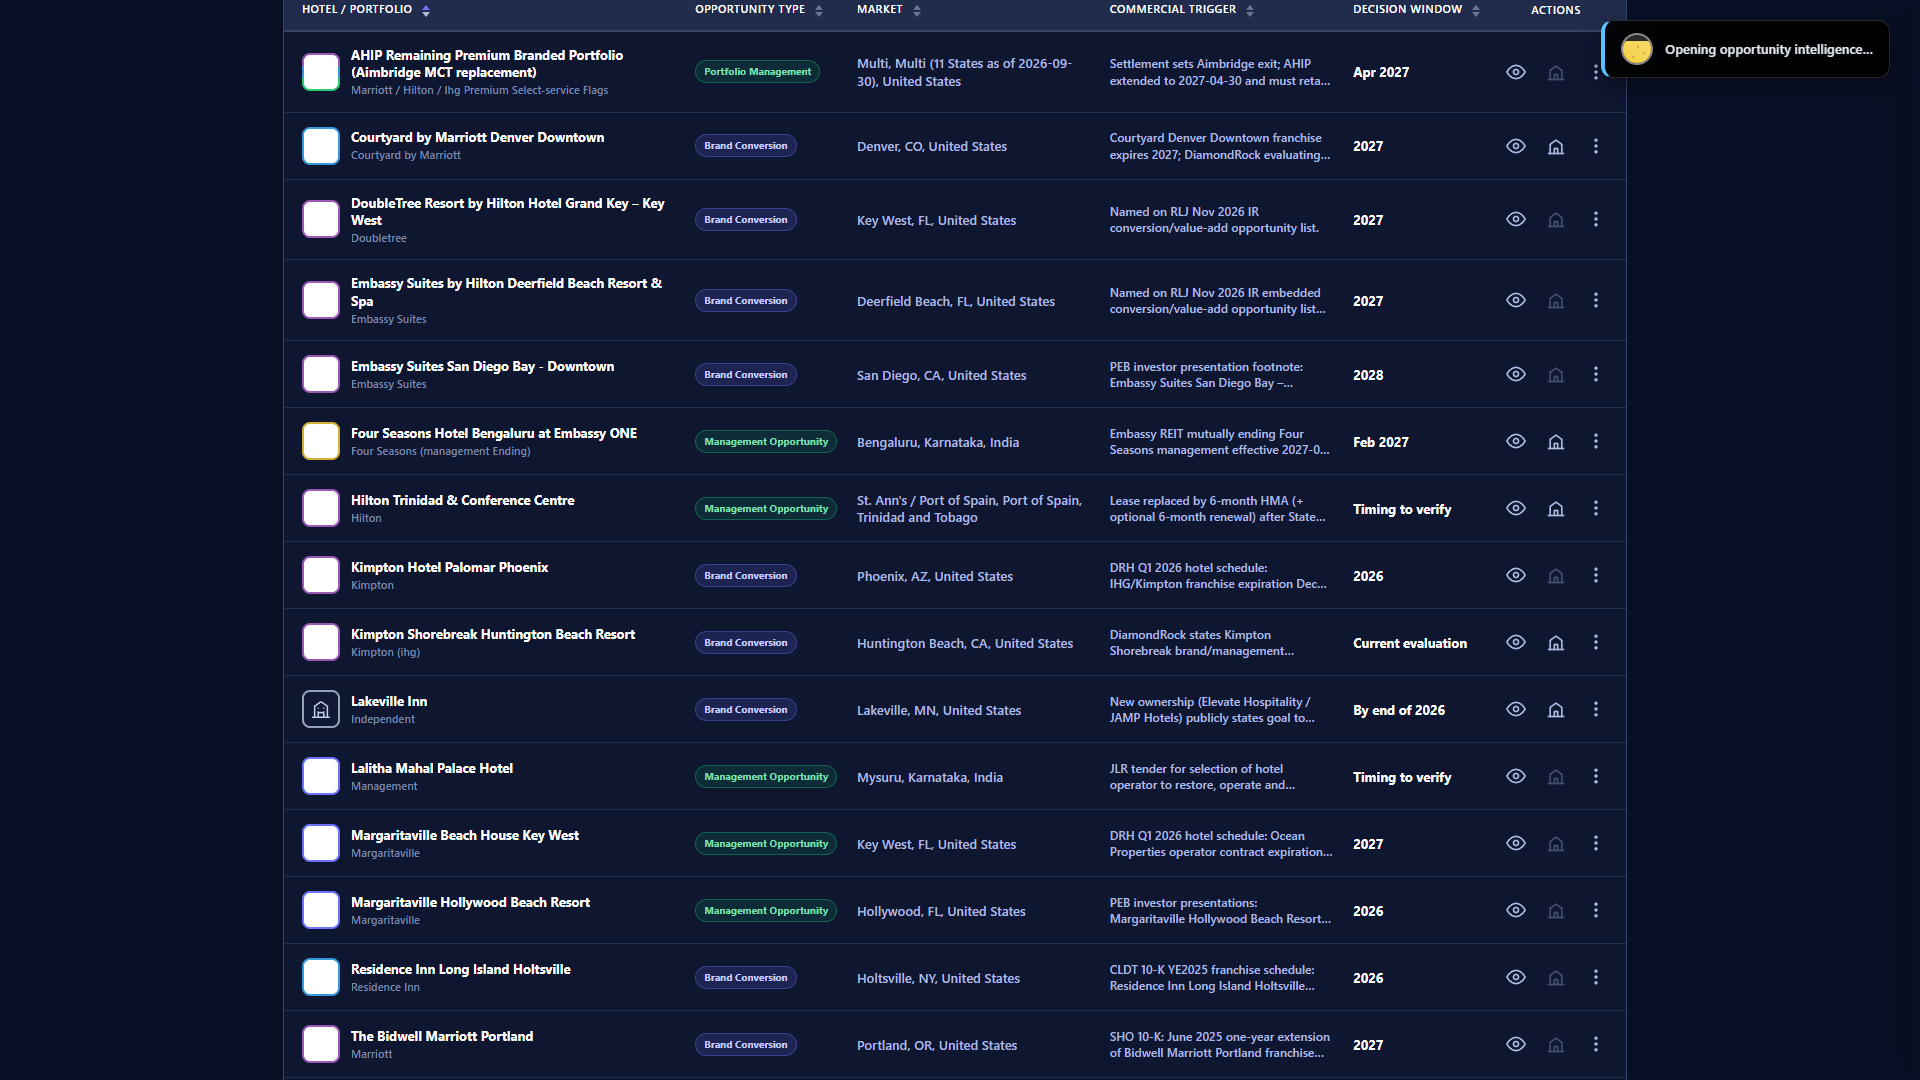 HOTEL / PORTFOLIO OPPORTUNITY TYPE MARKET COMMERCIAL TRIGGER DECISION WINDOW ACTIONS
Opening opportunity intelligence...
AHIP Remaining Premium Branded Portfolio
(Aimbridge MCT replacement)
Marriott / Hilton / Ihg Premium Select-service Flags
Portfolio Management
Multi, Multi (11 States as of 2026-09-
30), United States
Settlement sets Aimbridge exit; AHIP
extended to 2027-04-30 and must reta...
Apr 2027
Courtyard by Marriott Denver Downtown
Courtyard by Marriott
Brand Conversion
Denver, CO, United States
Courtyard Denver Downtown franchise
expires 2027; DiamondRock evaluating...
2027
DoubleTree Resort by Hilton Hotel Grand Key – Key
West
Doubletree
Brand Conversion
Key West, FL, United States
Named on RLJ Nov 2026 IR
conversion/value-add opportunity list.
2027
Embassy Suites by Hilton Deerfield Beach Resort &
Spa
Embassy Suites
Brand Conversion
Deerfield Beach, FL, United States
Named on RLJ Nov 2026 IR embedded
conversion/value-add opportunity list...
2027
Embassy Suites San Diego Bay - Downtown
Embassy Suites
Brand Conversion
San Diego, CA, United States
PEB investor presentation footnote:
Embassy Suites San Diego Bay –...
2028
Four Seasons Hotel Bengaluru at Embassy ONE
Four Seasons (management Ending)
Management Opportunity
Bengaluru, Karnataka, India
Embassy REIT mutually ending Four
Seasons management effective 2027-0...
Feb 2027
Hilton Trinidad & Conference Centre
Hilton
Management Opportunity
St. Ann's / Port of Spain, Port of Spain,
Trinidad and Tobago
Lease replaced by 6-month HMA (+
optional 6-month renewal) after State...
Timing to verify
Kimpton Hotel Palomar Phoenix
Kimpton
Brand Conversion
Phoenix, AZ, United States
DRH Q1 2026 hotel schedule:
IHG/Kimpton franchise expiration Dec...
2026
Kimpton Shorebreak Huntington Beach Resort
Kimpton (ihg)
Brand Conversion
Huntington Beach, CA, United States
DiamondRock states Kimpton
Shorebreak brand/management...
Current evaluation
Lakeville Inn
Independent
Brand Conversion
Lakeville, MN, United States
New ownership (Elevate Hospitality /
JAMP Hotels) publicly states goal to...
By end of 2026
Lalitha Mahal Palace Hotel
Management
Management Opportunity
Mysuru, Karnataka, India
JLR tender for selection of hotel
operator to restore, operate and...
Timing to verify
Margaritaville Beach House Key West
Margaritaville
Management Opportunity
Key West, FL, United States
DRH Q1 2026 hotel schedule: Ocean
Properties operator contract expiration...
2027
Margaritaville Hollywood Beach Resort
Margaritaville
Management Opportunity
Hollywood, FL, United States
PEB investor presentations:
Margaritaville Hollywood Beach Resort...
2026
Residence Inn Long Island Holtsville
Residence Inn
Brand Conversion
Holtsville, NY, United States
CLDT 10-K YE2025 franchise schedule:
Residence Inn Long Island Holtsville...
2026
The Bidwell Marriott Portland
Marriott
Brand Conversion
Portland, OR, United States
SHO 10-K: June 2025 one-year extension
of Bidwell Marriott Portland franchise...
2027